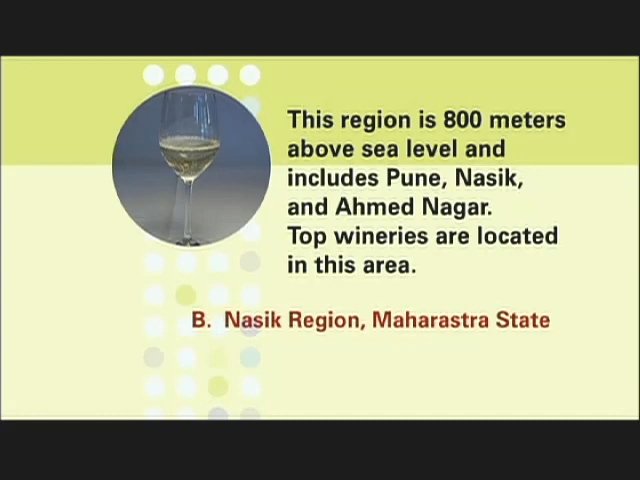 This region is 800 meters
above sea level and
includes Pune, Nasik,
and Ahmed Nagar.
Top wineries are located
in this area.
B. Nasik Region, Maharastra State